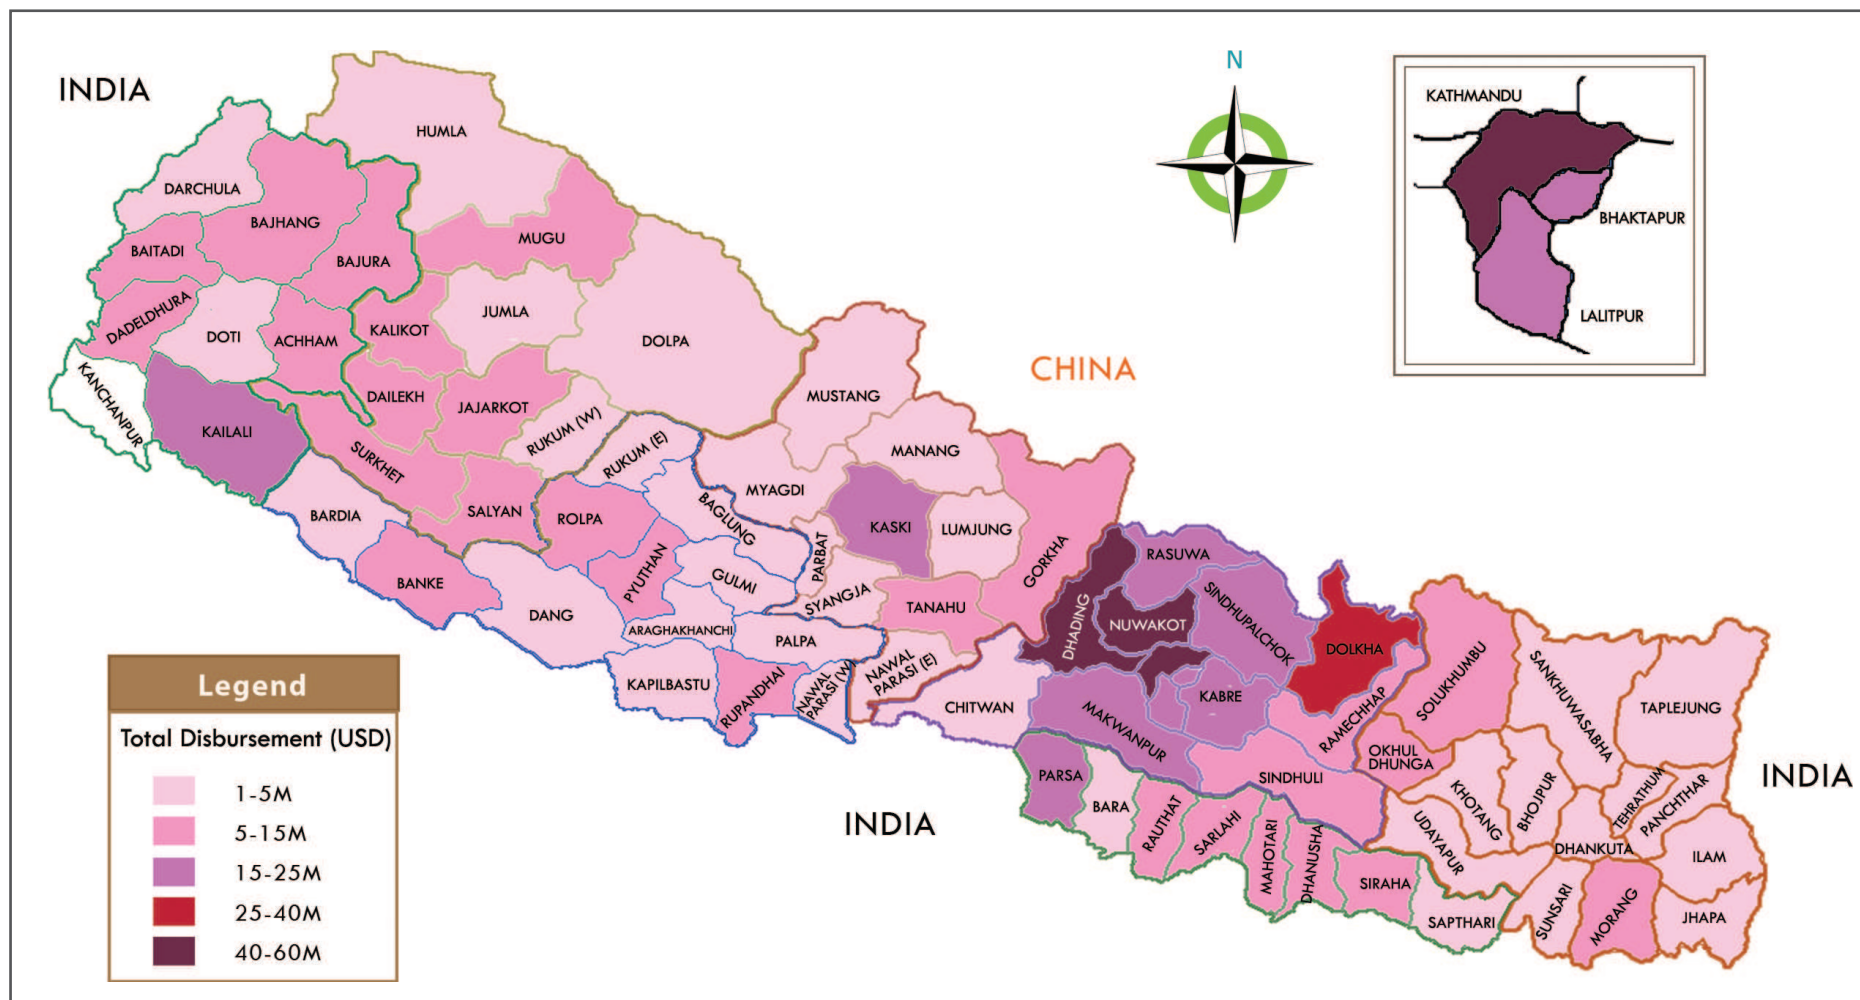 INDIA
N
KATHMANDU
BHAKTAPUR
LALITPUR
HUMLA
DARCHULA
BAJHANG
BAITADI
BAJURA
MUGU
DADELDHURA
DOTI
ACHHAM
KALIKOT
JUMLA
DOLPA
KANCHANPUR
KAILALI
DAILEKH
JAJARKOT
RUKUM (W)
RUKUM (E)
SURKHET
SALYAN
BARDIA
BANKE
ROLPA
PYUTHAN
DANG
CHINA
MUSTANG
MANANG
MYAGDI
BAGLUNG
PARBAT
KASKI
LUMJUNG
GORKHA
GULMI
SYANGJA
TANAHU
ARAGHAKHANCHI
PALPA
KAPILBASTU
RUPANDHAI
NAWAL
PARASI (W)
NAWAL
PARASI (E)
CHITWAN
DHADING
NUWAKOT
RASUWA
SINDHUPALCHOK
DOLKHA
KABRE
MAKWANPUR
RAMECHHAP
SINDHULI
SOLUKHUMBU
OKHUL
DHUNGA
SANKHUWASABHA
TAPLEJUNG
KHOTANG
BHOJPUR
TEHRATHUM
PANCHTHAR
DHANKUTA
UDAYAPUR
ILAM
PARSA
BARA
RAUTHAT
SARLAHI
MAHOTARI
DHANUSHA
SIRAHA
SAPTHARI
SUNSARI
MORANG
JHAPA
INDIA
INDIA
Legend
Total Disbursement (USD)
1-5M
5-15M
15-25M
25-40M
40-60M